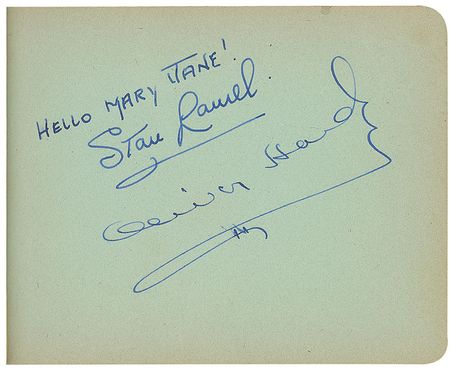 HELLO MARY JANE!
Stan Laurel.
Oliver Hardy